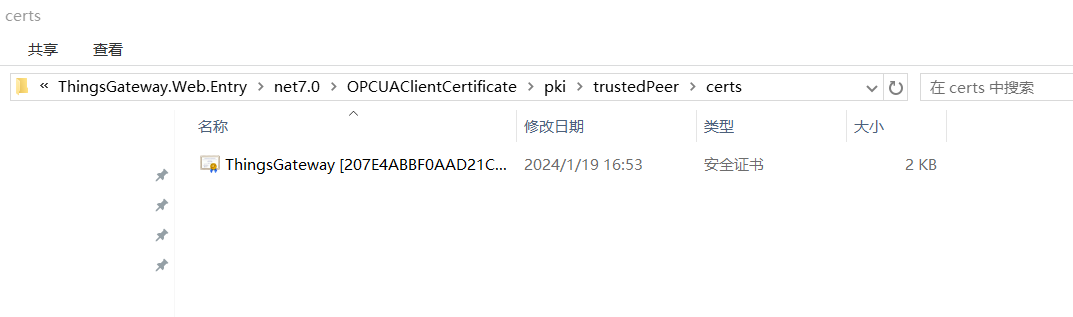 certs
共享 查看
« ThingsGateway.Web.Entry > net7.0 > OPCUAClientCertificate > pki > trustedPeer > certs 在 certs 中搜索
名称 修改日期 类型 大小
ThingsGateway [207E4ABBF0AAD21C... 2024/1/19 16:53 安全证书 2 KB